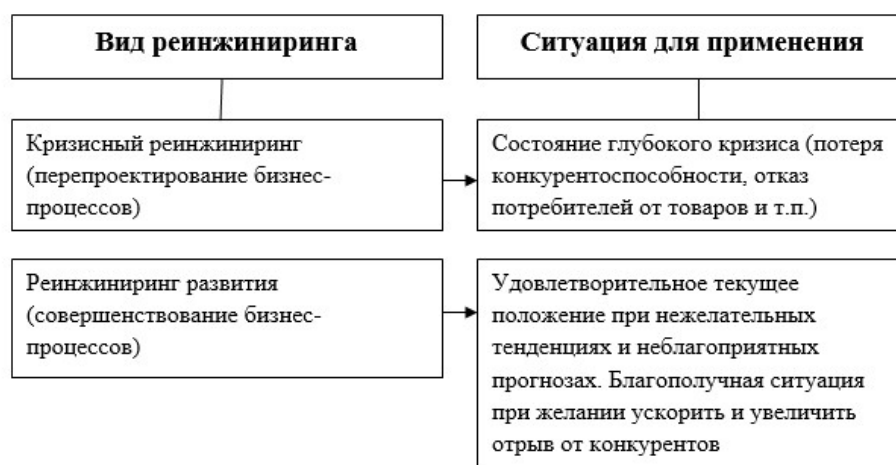 Вид реинжиниринга
Ситуация для применения
Кризисный реинжиниринг
(перепроектирование бизнес-
процессов)
Состояние глубокого кризиса (потеря
конкурентоспособности, отказ
потребителей от товаров и т.п.)
Реинжиниринг развития
(совершенствование бизнес-
процессов)
Удовлетворительное текущее
положение при нежелательных
тенденциях и неблагоприятных
прогнозах. Благополучная ситуация
при желании ускорить и увеличить
отрыв от конкурентов